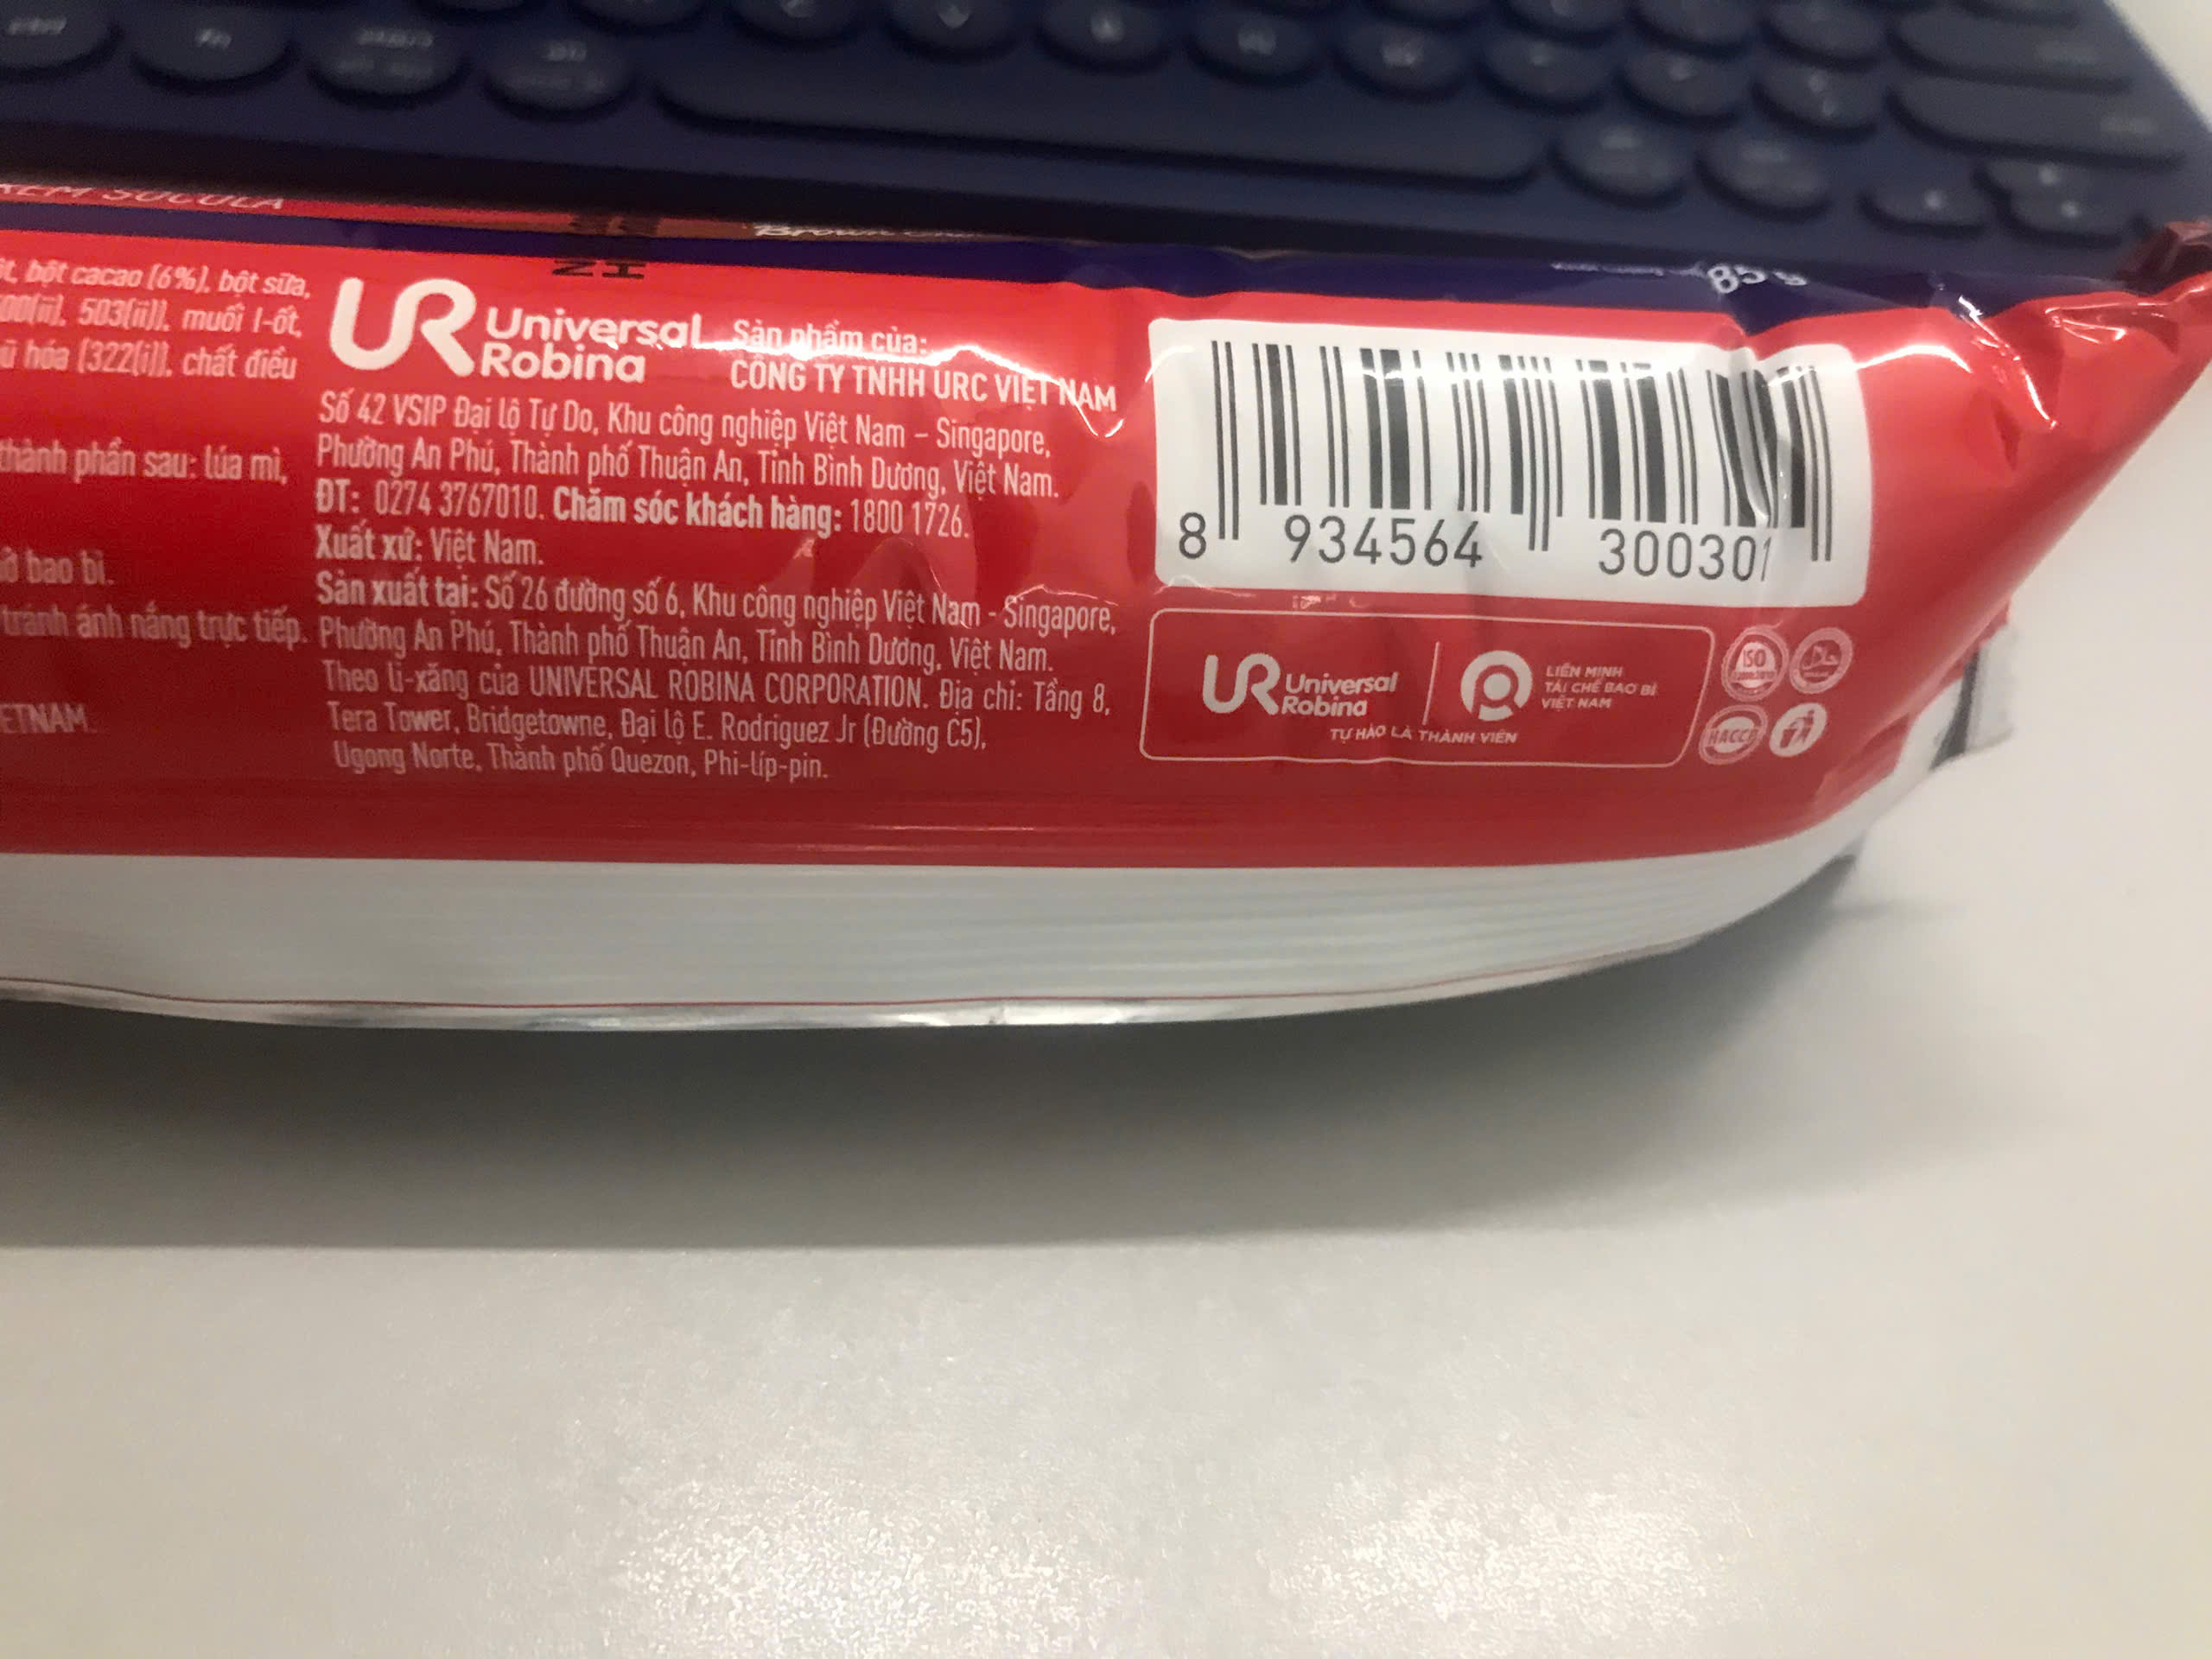 KEM SÔCÔLA
85 g
bột cacao (6%), bột sữa,
503(ii)), muối I-ốt,
hóa (322(i)), chất điều
thành phần sau: lúa mì,
bao bì.
tránh ánh nắng trực tiếp.
UR Universal
Robina
Sản phẩm của:
CÔNG TY TNHH URC VIỆT NAM
Số 42 VSIP Đại lộ Tự Do, Khu công nghiệp Việt Nam – Singapore,
Phường An Phú, Thành phố Thuận An, Tỉnh Bình Dương, Việt Nam.
ĐT: 0274 3767010. Chăm sóc khách hàng: 1800 1726.
Xuất xứ: Việt Nam.
Sản xuất tại: Số 26 đường số 6, Khu công nghiệp Việt Nam - Singapore,
Phường An Phú, Thành phố Thuận An, Tỉnh Bình Dương, Việt Nam.
Theo li-xăng của UNIVERSAL ROBINA CORPORATION. Địa chỉ: Tầng 8,
Tera Tower, Bridgetowne, Đại lộ E. Rodriguez Jr (Đường C5),
Ugong Norte, Thành phố Quezon, Phi-líp-pin.
8 934564 300301
UR Universal
Robina
LIÊN MINH
TÁI CHẾ BAO BÌ
VIỆT NAM
TỰ HÀO LÀ THÀNH VIÊN
ISO
HACCP